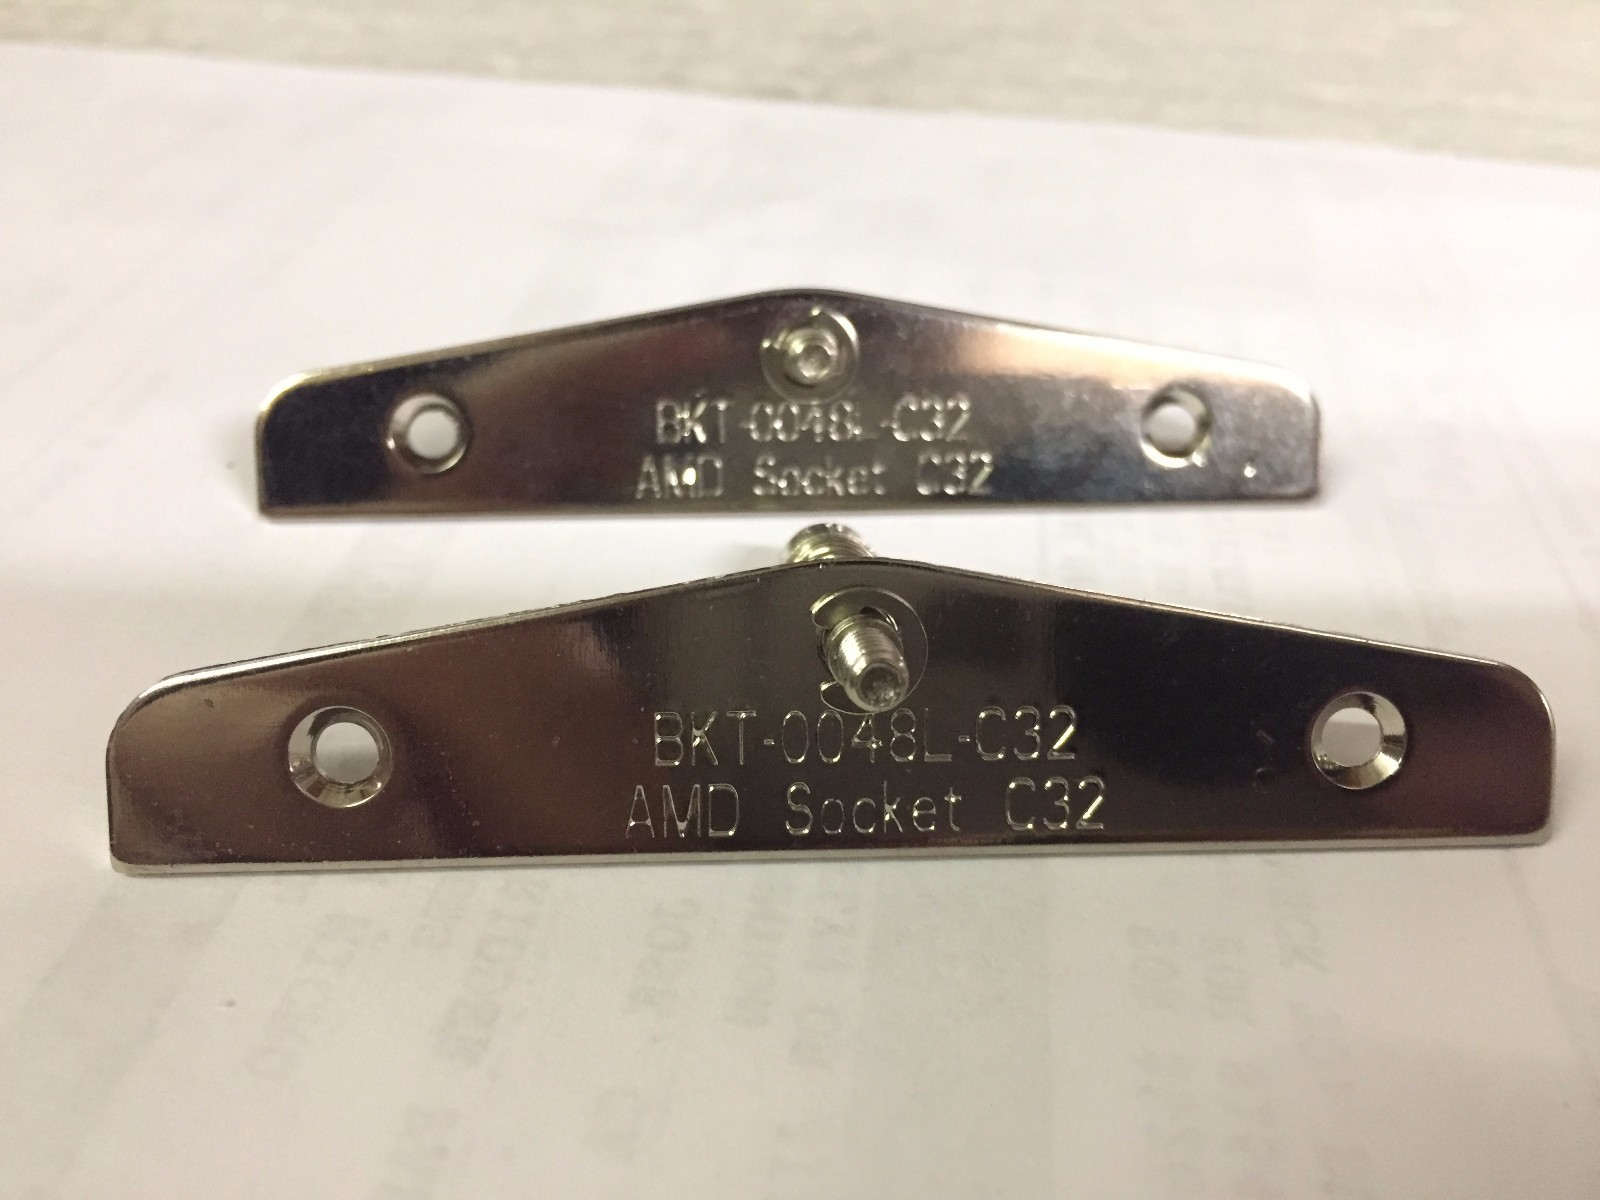 BKT-0048L-C32
AMD Socket C32
BKT-0048L-C32
AMD Socket C32